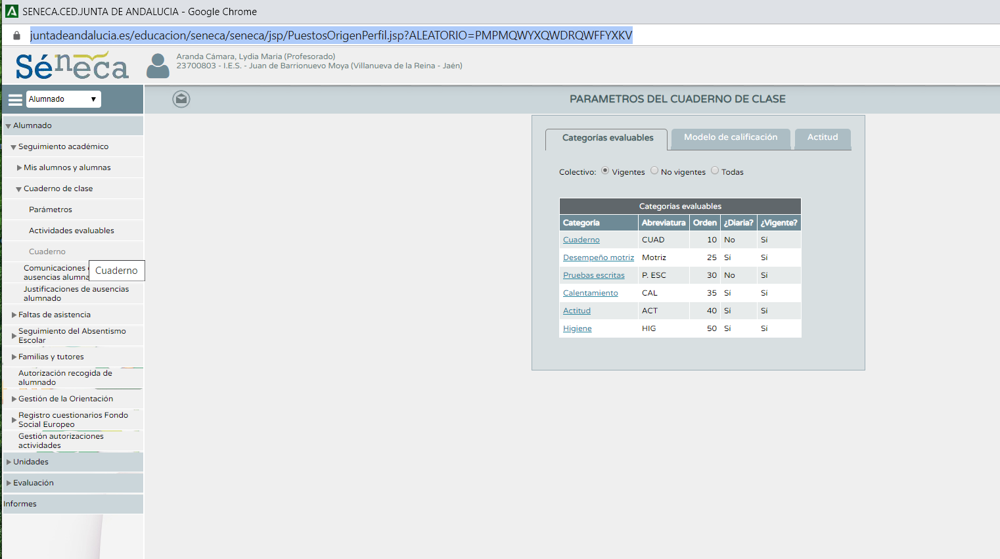 SENECA.CED.JUNTA DE ANDALUCIA - Google Chrome
juntadeandalucia.es/educacion/seneca/seneca/jsp/PuestosOrigenPerfil.jsp?ALEATORIO=PMPMQWYXQWDRQWFFYXKV
Séneca
Aranda Cámara, Lydia María (Profesorado)
23700803 - I.E.S. - Juan de Barrionuevo Moya (Villanueva de la Reina - Jaén)
Alumnado
PARAMETROS DEL CUADERNO DE CLASE
Alumnado
Seguimiento académico
Mis alumnos y alumnas
Cuaderno de clase
Parámetros
Actividades evaluables
Cuaderno
Comunicaciones
ausencias
Cuaderno
Justificaciones de ausencias
alumnado
Faltas de asistencia
Seguimiento del Absentismo
Escolar
Familias y tutores
Autorización recogida de
alumnado
Gestión de la Orientación
Registro cuestionarios Fondo
Social Europeo
Gestión autorizaciones
actividades
Unidades
Evaluación
Informes
Categorías evaluables Modelo de calificación Actitud
Colectivo: Vigentes No vigentes Todas
Categorías evaluables
Categoría Abreviatura Orden ¿Diaria? ¿Vigente?
Cuaderno CUAD 10 No Sí
Desempeño motriz Motriz 25 Sí Sí
Pruebas escritas P. ESC 30 No Sí
Calentamiento CAL 35 Sí Sí
Actitud ACT 40 Sí Sí
Higiene HIG 50 Sí Sí